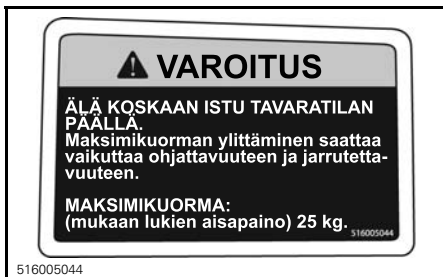 VAROITUS
ÄLÄ KOSKAAN ISTU TAVARATILAN
PÄÄLLÄ.
Maksimikuorman ylittäminen saattaa
vaikuttaa ohjattavuuteen ja jarrutetta-
vuuteen.
MAKSIMIKUORMA:
(mukaan lukien aisapaino) 25 kg.
516005044
516005044